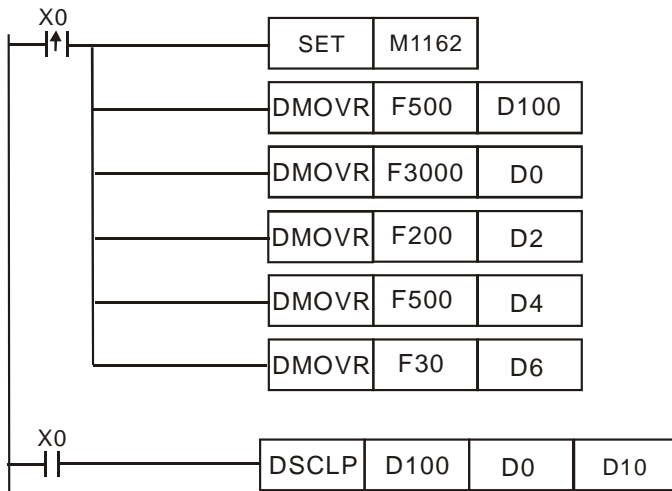 X0
SET M1162
DMOVR F500 D100
DMOVR F3000 D0
DMOVR F200 D2
DMOVR F500 D4
DMOVR F30 D6
X0
DSCLP D100 D0 D10